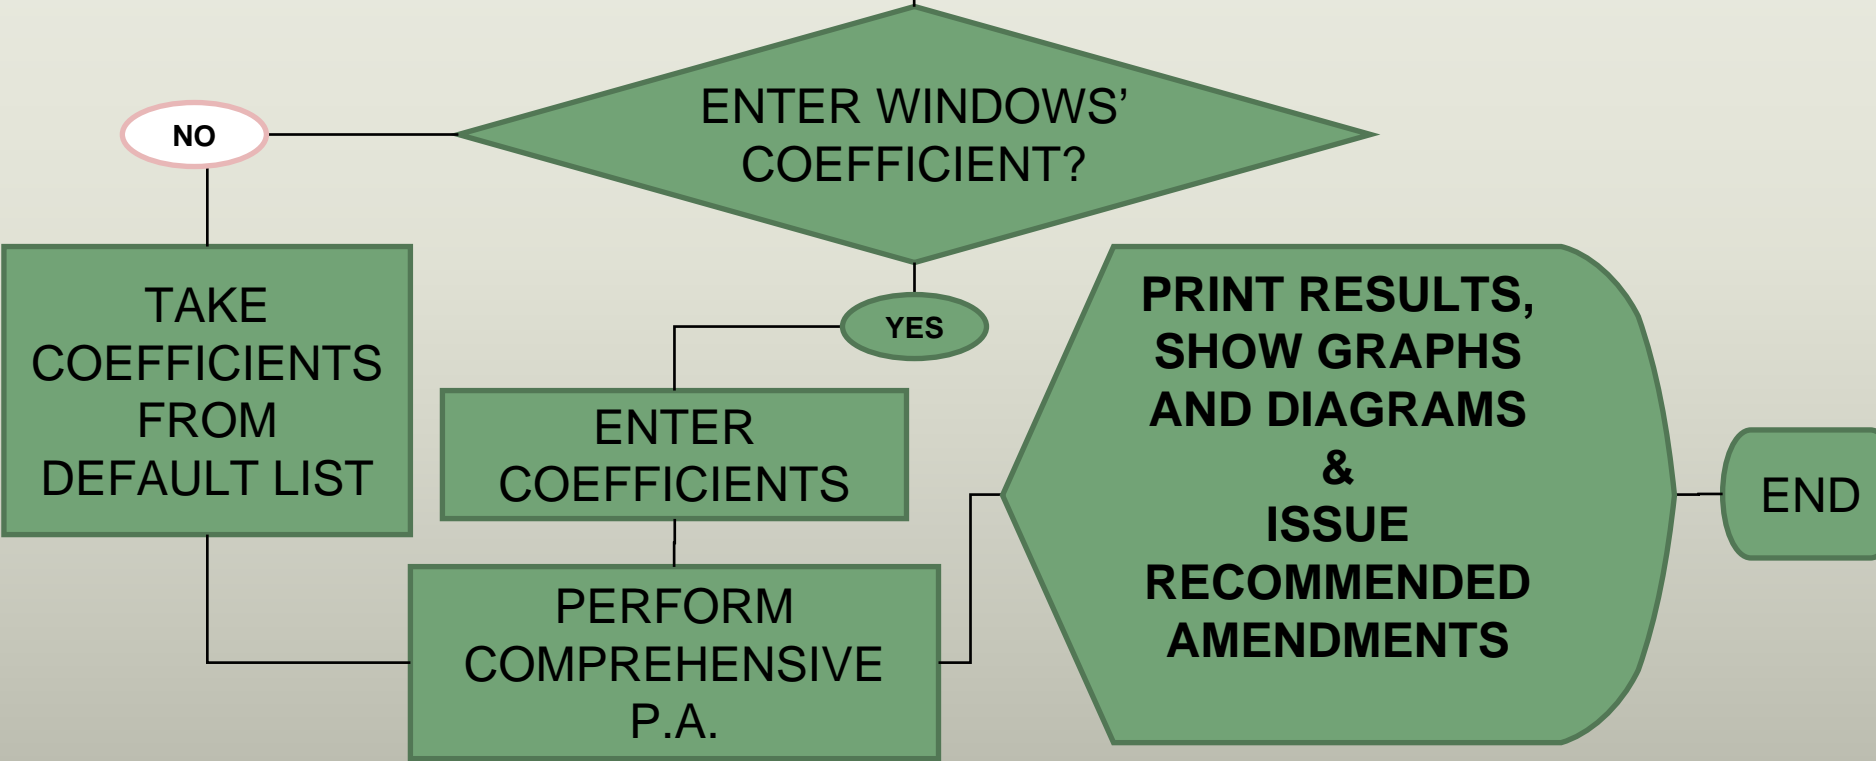 ENTER WINDOWS’
COEFFICIENT?
NO
YES
TAKE
COEFFICIENTS
FROM
DEFAULT LIST
ENTER
COEFFICIENTS
PERFORM
COMPREHENSIVE
P.A.
PRINT RESULTS,
SHOW GRAPHS
AND DIAGRAMS
&
ISSUE
RECOMMENDED
AMENDMENTS
END